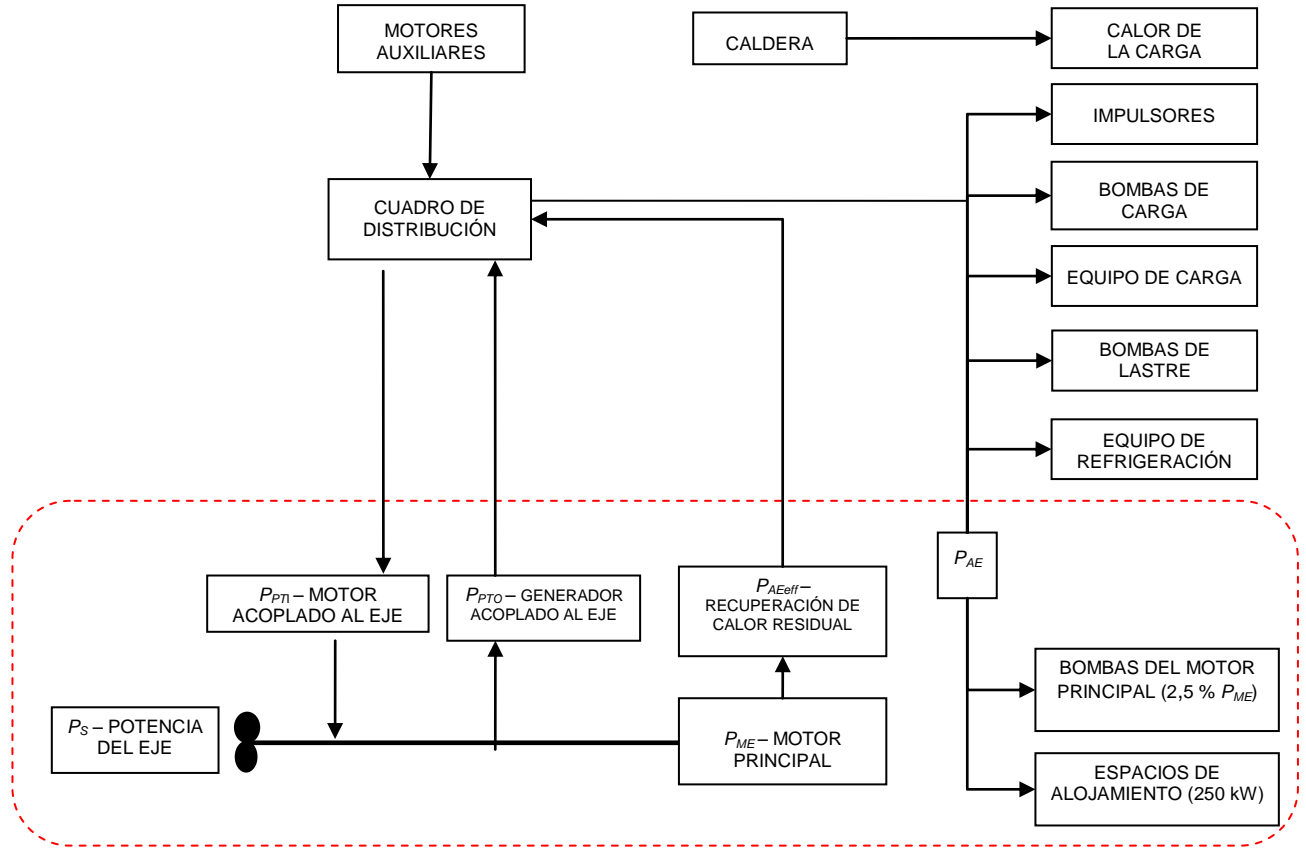 MOTORES
AUXILIARES
CALDERA
CALOR DE
LA CARGA
IMPULSORES
CUADRO DE
DISTRIBUCIÓN
BOMBAS DE
CARGA
EQUIPO DE CARGA
BOMBAS DE
LASTRE
EQUIPO DE
REFRIGERACIÓN
PAE
PPTI – MOTOR
ACOPLADO AL EJE
PPTO – GENERADOR
ACOPLADO AL EJE
PAEeff –
RECUPERACIÓN DE
CALOR RESIDUAL
BOMBAS DEL MOTOR
PRINCIPAL (2,5 % PME)
PS – POTENCIA
DEL EJE
PME – MOTOR
PRINCIPAL
ESPACIOS DE
ALOJAMIENTO (250 kW)